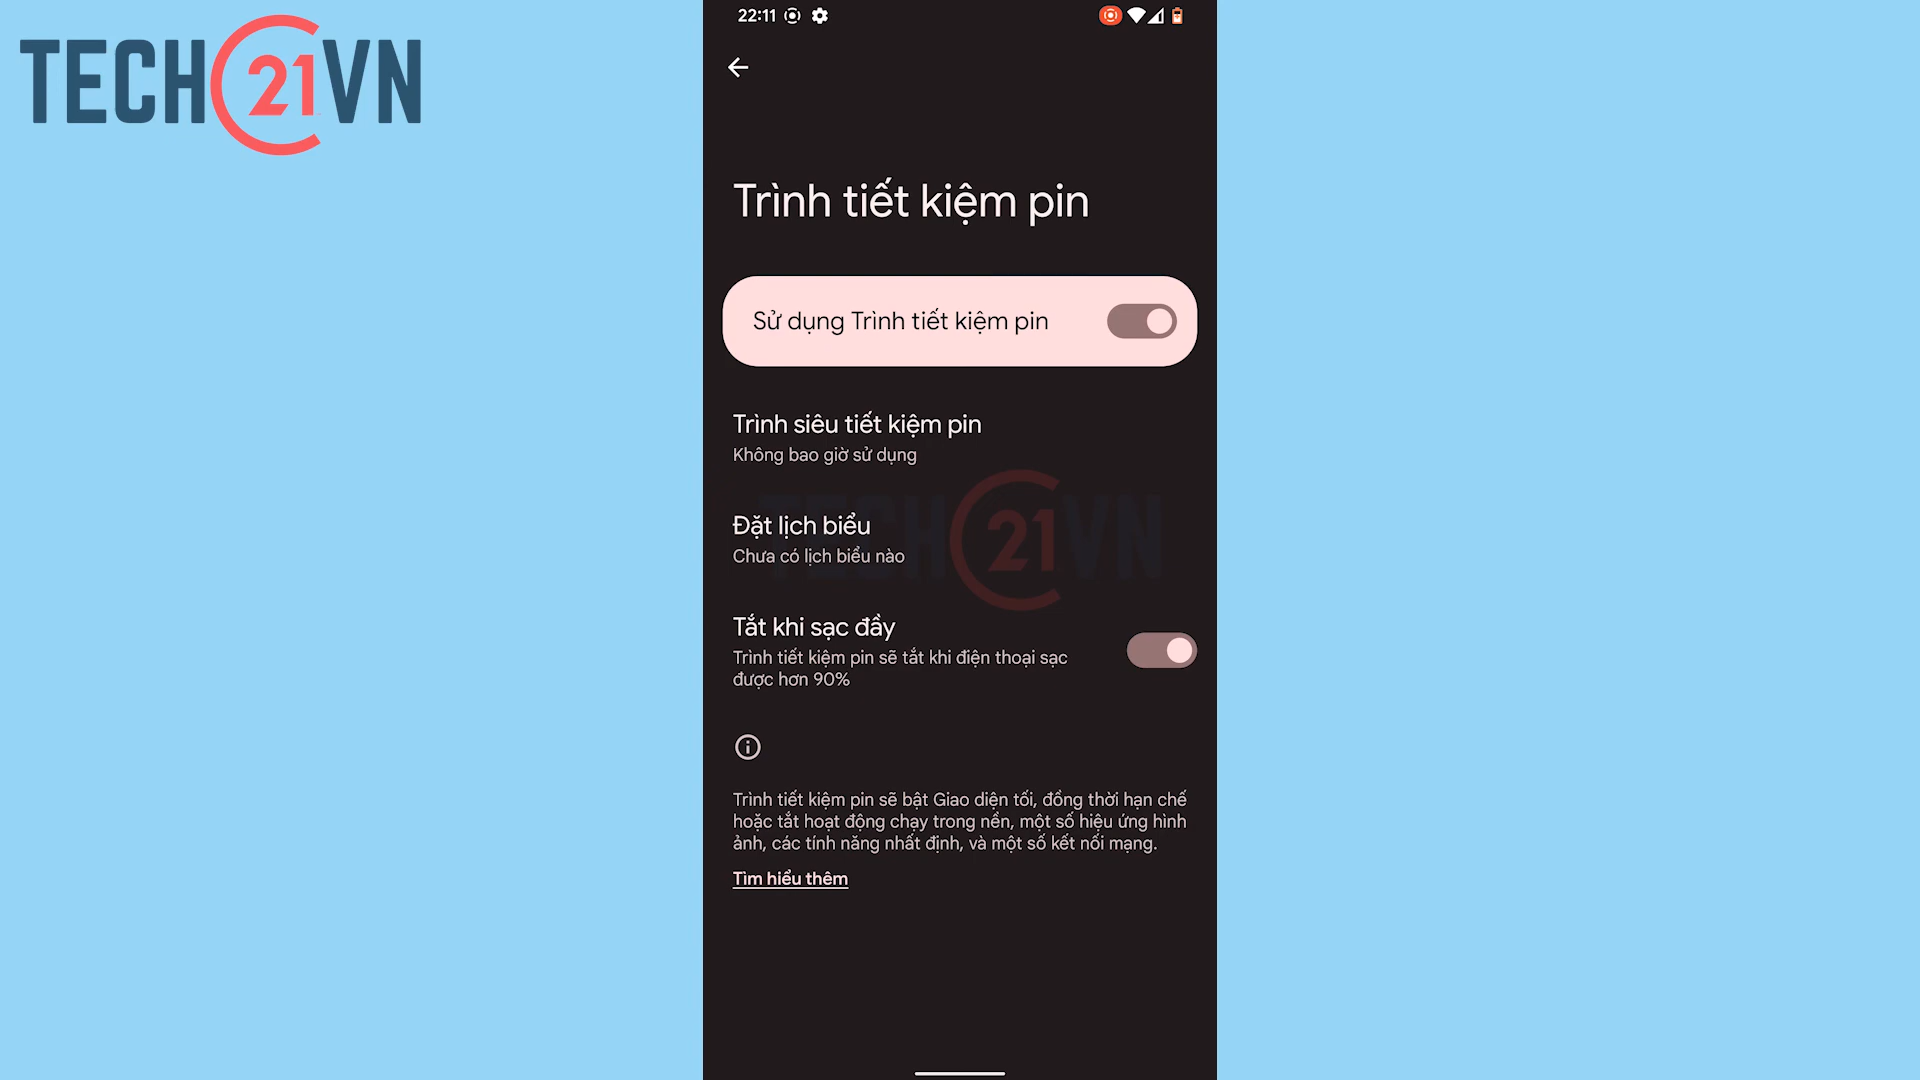 TECH21VN
22:11
Trình tiết kiệm pin
Sử dụng Trình tiết kiệm pin
Trình siêu tiết kiệm pin
Không bao giờ sử dụng
TECH21VN
Đặt lịch biểu
Chưa có lịch biểu nào
Tắt khi sạc đầy
Trình tiết kiệm pin sẽ tắt khi điện thoại sạc
được hơn 90%
Trình tiết kiệm pin sẽ bật Giao diện tối, đồng thời hạn chế
hoặc tắt hoạt động chạy trong nền, một số hiệu ứng hình
ảnh, các tính năng nhất định, và một số kết nối mạng.
Tìm hiểu thêm